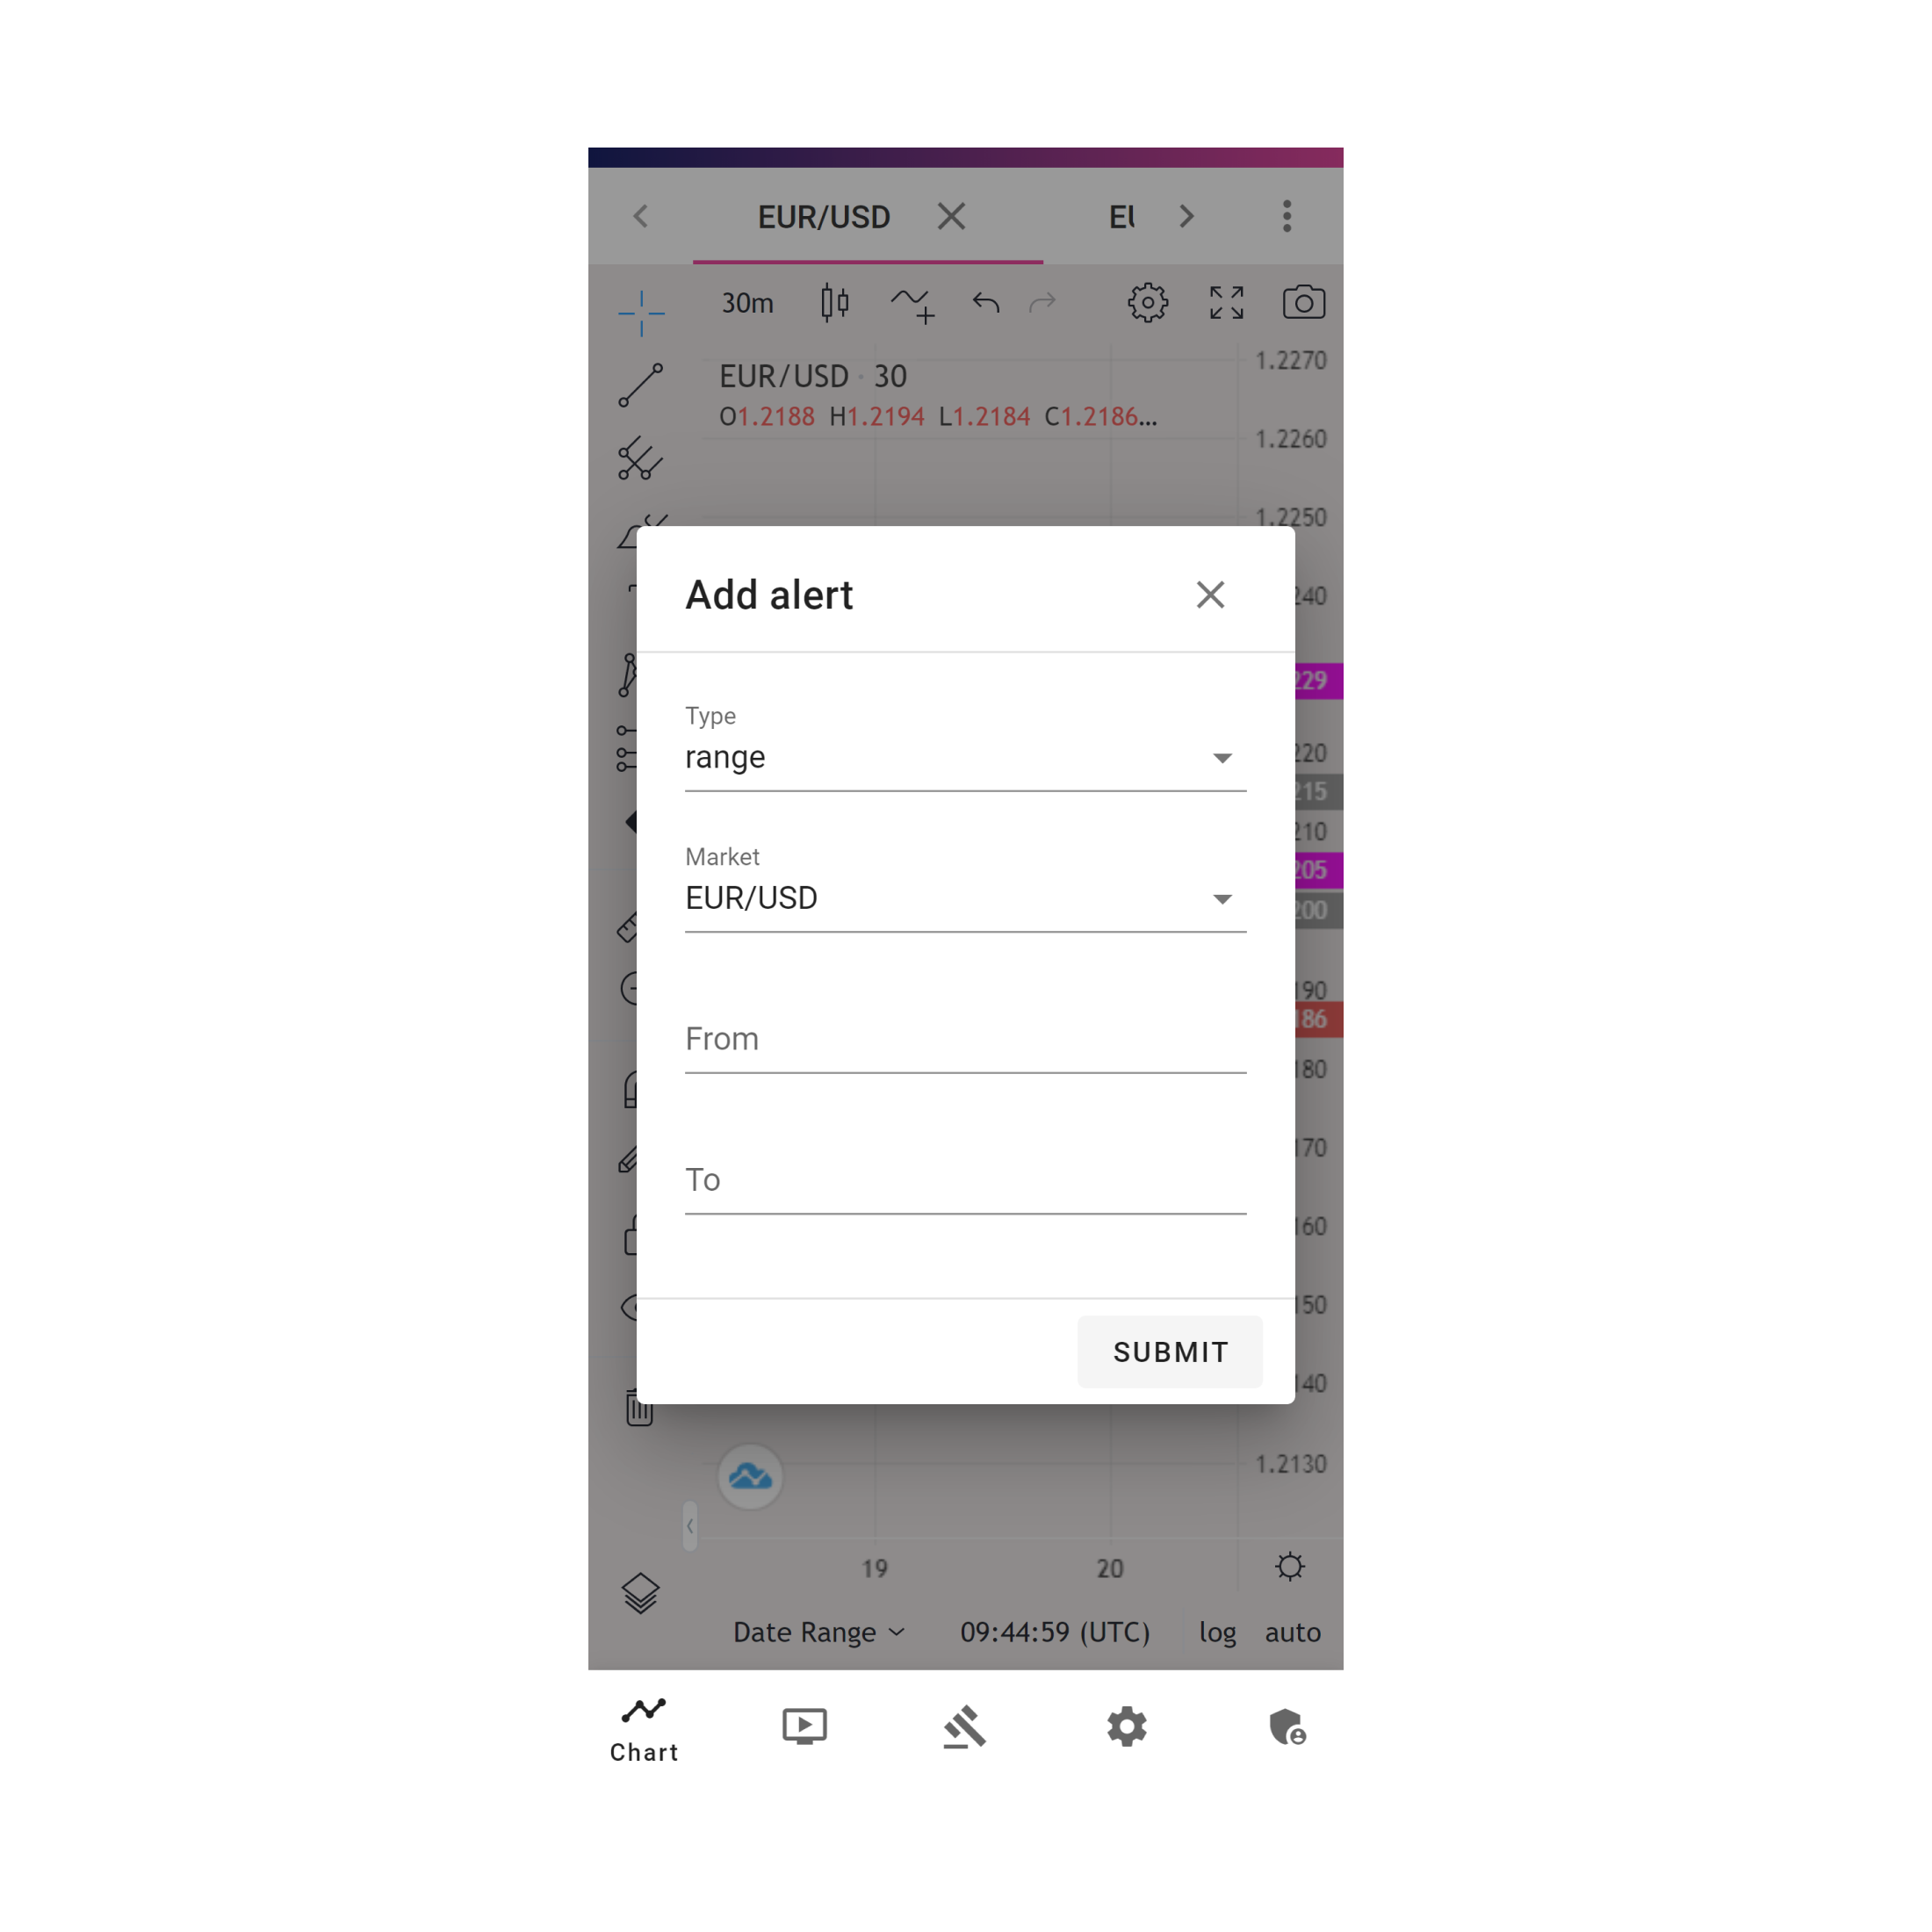 EUR/USD
30m
EUR/USD · 30
O1.2188 H1.2194 L1.2184 C1.2186...
1.2270
1.2260
1.2250
240
Add alert
229
Type
range
220
215
210
Market
EUR/USD
205
200
190
186
From
180
170
To
160
150
SUBMIT
140
1.2130
19 20
Date Range 09:44:59 (UTC) log auto
Chart